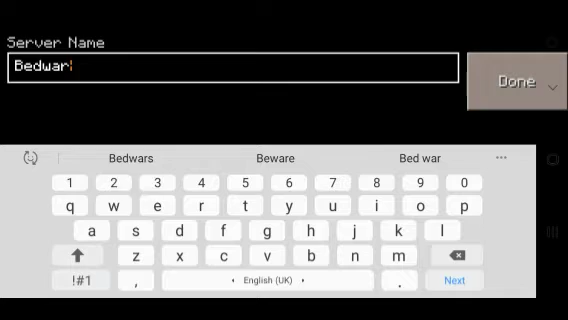 Server Name
Bedwar
Done
Bedwars Beware Bed war ...
1 2 3 4 5 6 7 8 9 0
q w e r t y u i o p
a s d f g h j k l
z x c v b n m
!#1 , English (UK) . Next